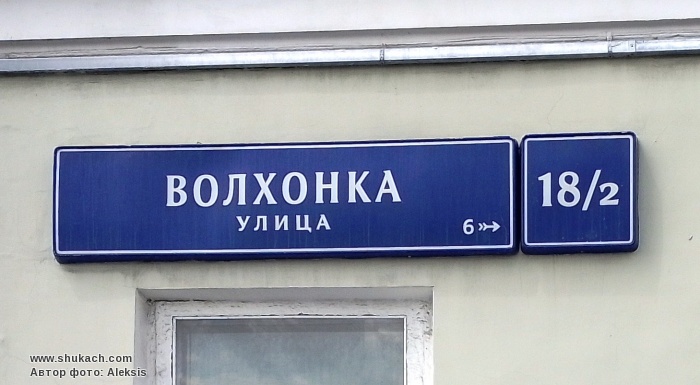 ВОЛХОНКА
УЛИЦА
6
18/2
www.shukach.com
Автор фото: Aleksis